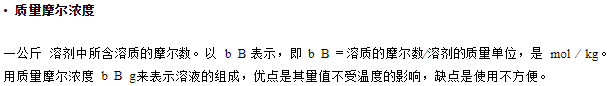 • 质量摩尔浓度
一公斤 溶剂中所含溶质的摩尔数。以 b B 表示，即 b B = 溶质的摩尔数/溶剂的质量单位，是 mol / kg。
用质量摩尔浓度 b B g来表示溶液的组成，优点是其量值不受温度的影响，缺点是使用不方便。